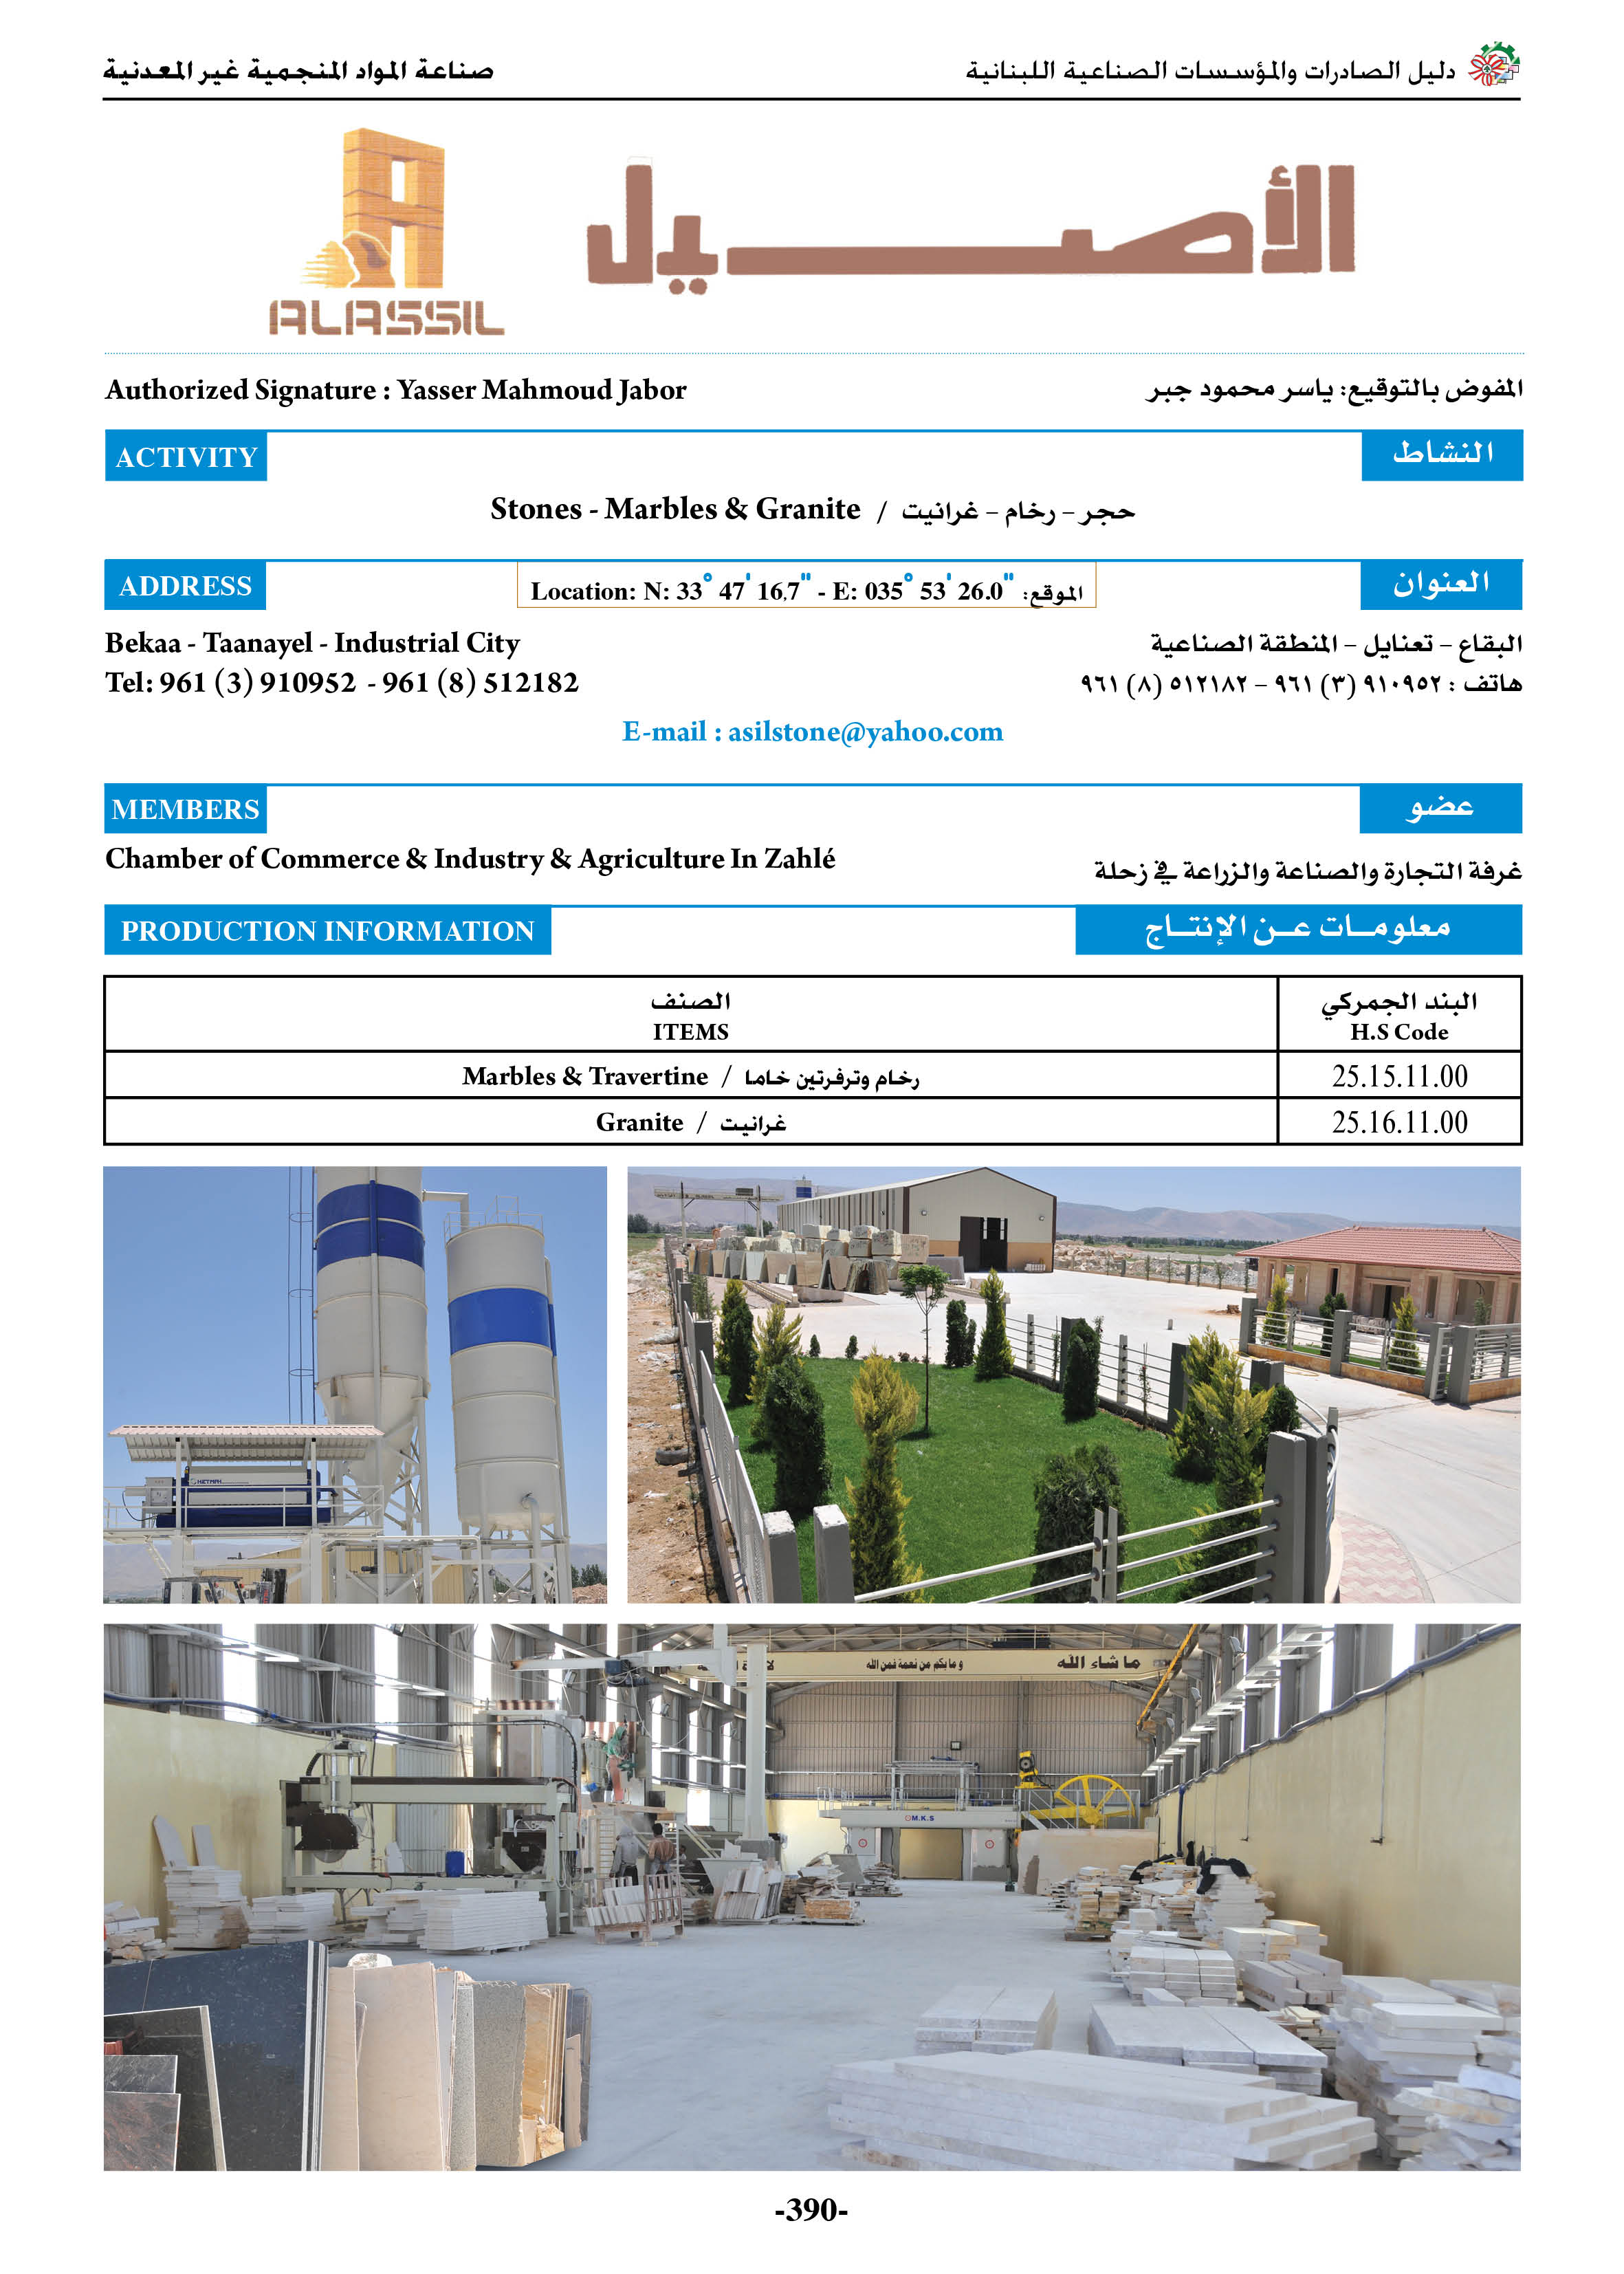 دليل الصادرات والمؤسسات الصناعية اللبنانية
صناعة المواد المنجمية غير المعدنية
الأصيل
ALASSIL
Authorized Signature : Yasser Mahmoud Jabor
المفوض بالتوقيع: ياسر محمود جبر
ACTIVITY
النشاط
Stones - Marbles & Granite / حجر – رخام – غرانيت
ADDRESS
Location: N: 33° 47' 16,7" - E: 035° 53' 26.0" الموقع:
العنوان
Bekaa - Taanayel - Industrial City
البقاع – تعنايل – المنطقة الصناعية
Tel: 961 (3) 910952 - 961 (8) 512182
هاتف : ٩١٠٩٥٢ (٣) ٩٦١ – ٥١٢١٨٢ (٨) ٩٦١
E-mail : asilstone@yahoo.com
MEMBERS
عضو
Chamber of Commerce & Industry & Agriculture In Zahlé
غرفة التجارة والصناعة والزراعة في زحلة
PRODUCTION INFORMATION
معلومـات عـن الإنتـاج
الصنف
ITEMS
البند الجمركي
H.S Code
Marbles & Travertine / رخام وترفرتين خاما
25.15.11.00
Granite / غرانيت
25.16.11.00
ما شاء الله
وما بكم من نعمة فمن الله
M.K.S
-390-